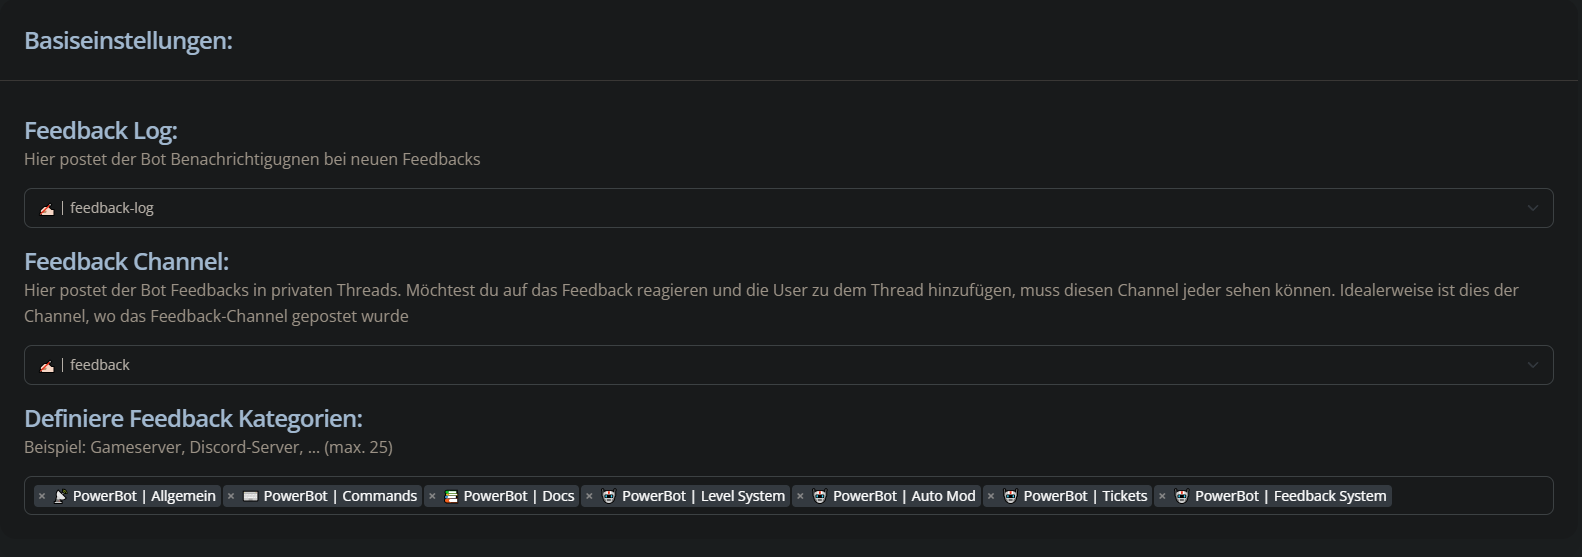 Basiseinstellungen:
Feedback Log:
Hier postet der Bot Benachrichtigugnen bei neuen Feedbacks
✍🏻 | feedback-log
Feedback Channel:
Hier postet der Bot Feedbacks in privaten Threads. Möchtest du auf das Feedback reagieren und die User zu dem Thread hinzufügen, muss diesen Channel jeder sehen können. Idealerweise ist dies der
Channel, wo das Feedback-Channel gepostet wurde
✍🏻 | feedback
Definiere Feedback Kategorien:
Beispiel: Gameserver, Discord-Server, ... (max. 25)
× 📡 PowerBot | Allgemein × ⌨️ PowerBot | Commands × 📚 PowerBot | Docs × PowerBot | Level System × PowerBot | Auto Mod × PowerBot | Tickets × PowerBot | Feedback System